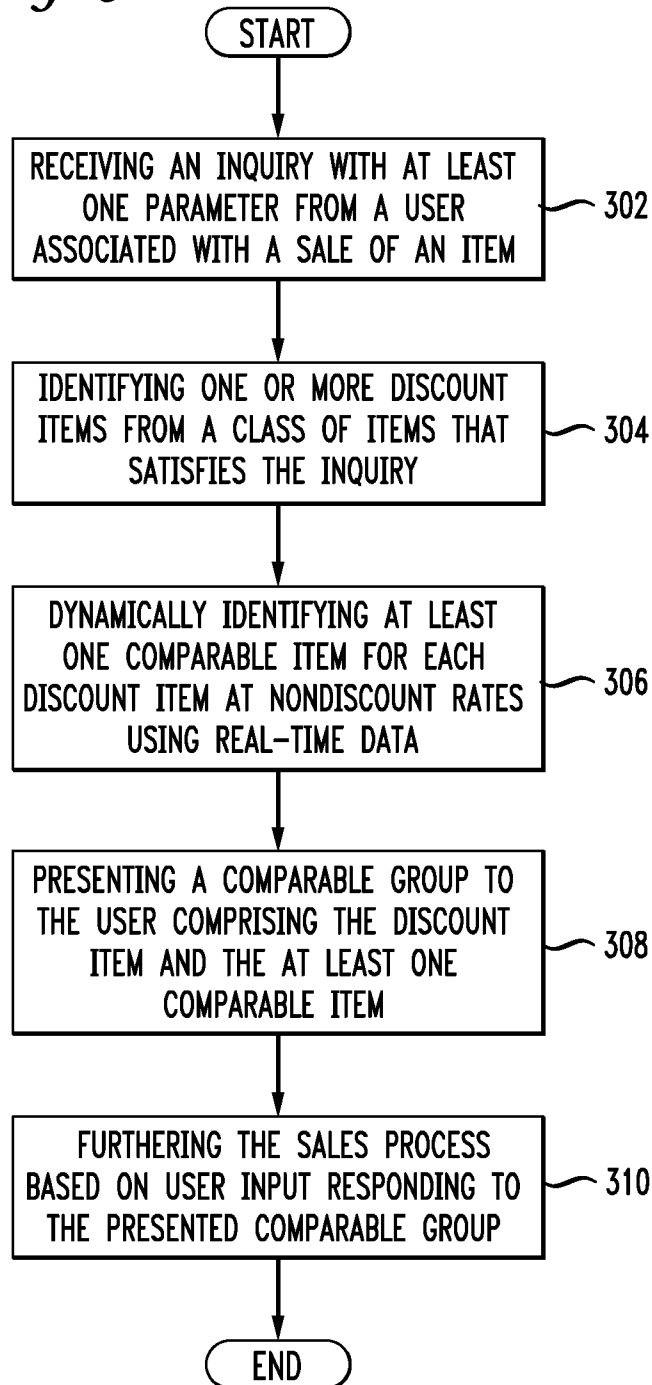 START
RECEIVING AN INQUIRY WITH AT LEAST
ONE PARAMETER FROM A USER
ASSOCIATED WITH A SALE OF AN ITEM
302
IDENTIFYING ONE OR MORE DISCOUNT
ITEMS FROM A CLASS OF ITEMS THAT
SATISFIES THE INQUIRY
304
DYNAMICALLY IDENTIFYING AT LEAST
ONE COMPARABLE ITEM FOR EACH
DISCOUNT ITEM AT NONDISCOUNT RATES
USING REAL-TIME DATA
306
PRESENTING A COMPARABLE GROUP TO
THE USER COMPRISING THE DISCOUNT
ITEM AND THE AT LEAST ONE
COMPARABLE ITEM
308
FURTHERING THE SALES PROCESS
BASED ON USER INPUT RESPONDING TO
THE PRESENTED COMPARABLE GROUP
310
END